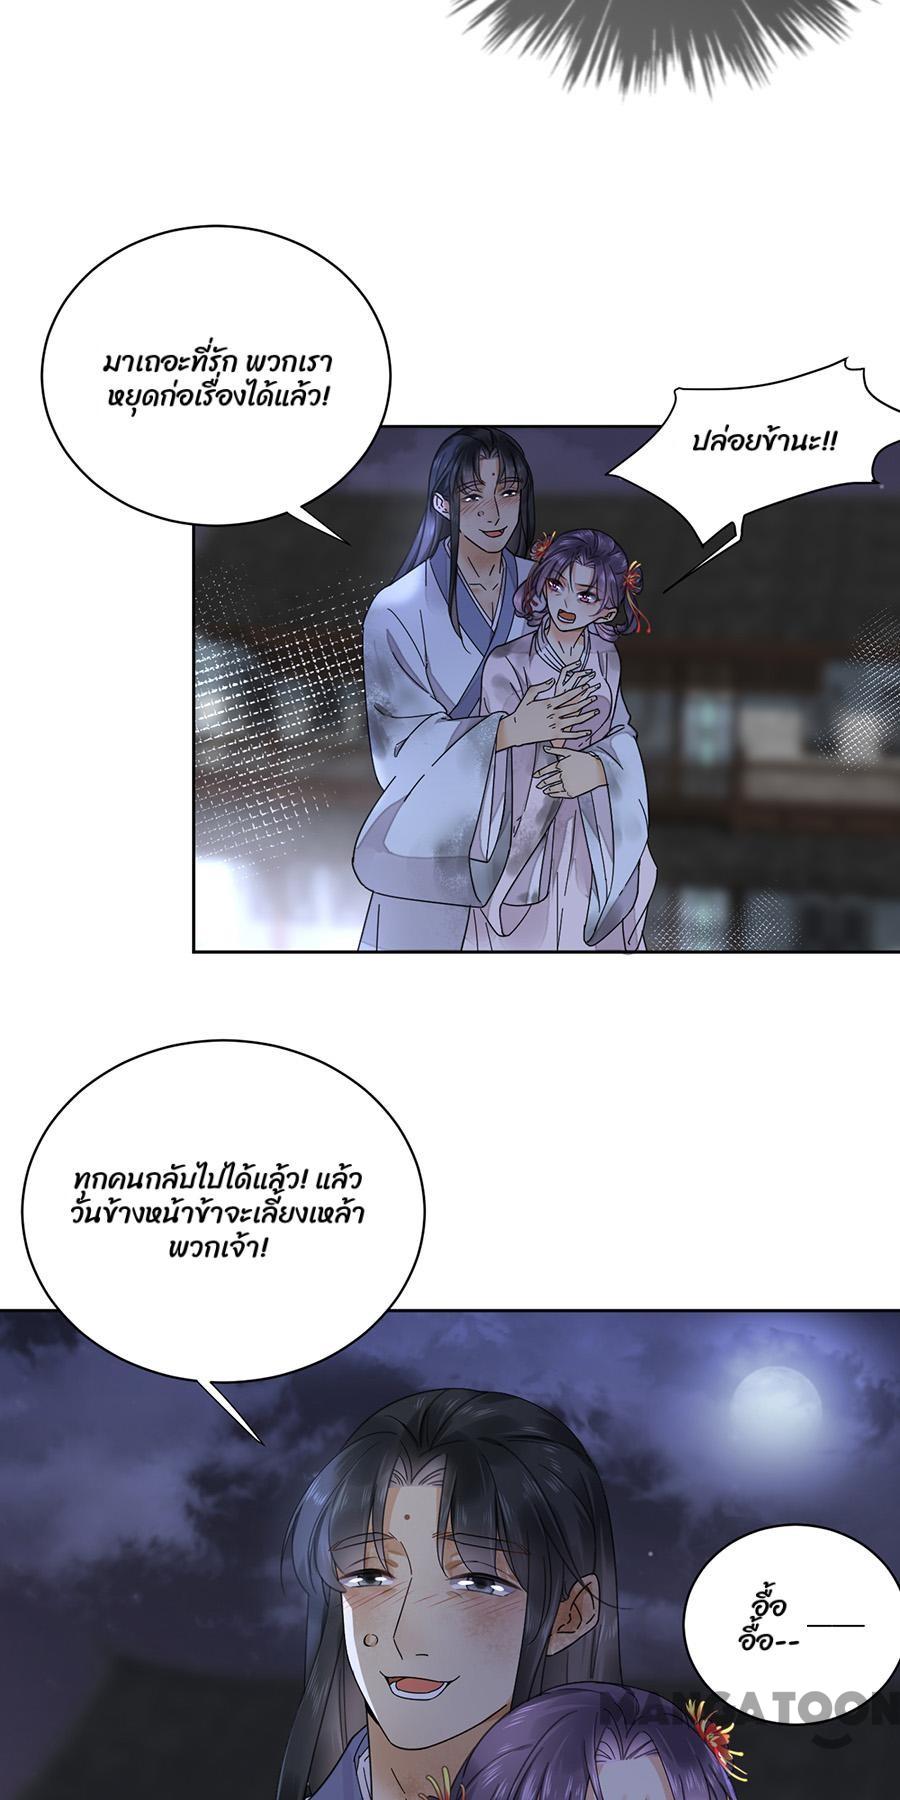 มาเถอะที่รัก พวกเรา
หยุดก่อเรื่องได้แล้ว!
ปล่อยข้านะ!!
ทุกคนกลับไปได้แล้ว! แล้ว
วันข้างหน้าข้าจะเลี้ยงเหล้า
พวกเจ้า!
อื้อ
อื้อ--
MANGATOON